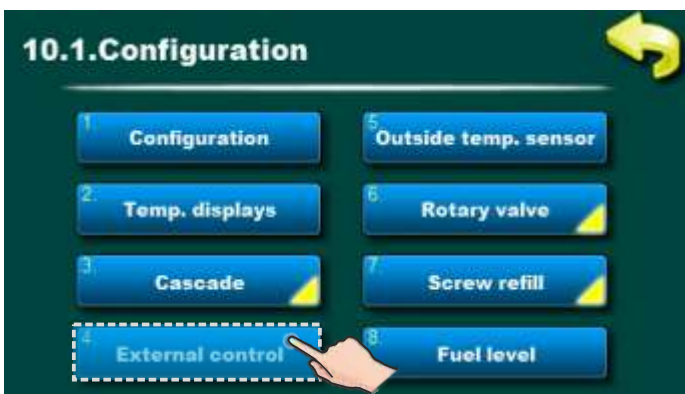 10.1.Configuration
1. Configuration
2. Temp. displays
3. Cascade
4. External control
5. Outside temp. sensor
6. Rotary valve
7. Screw refill
8. Fuel level